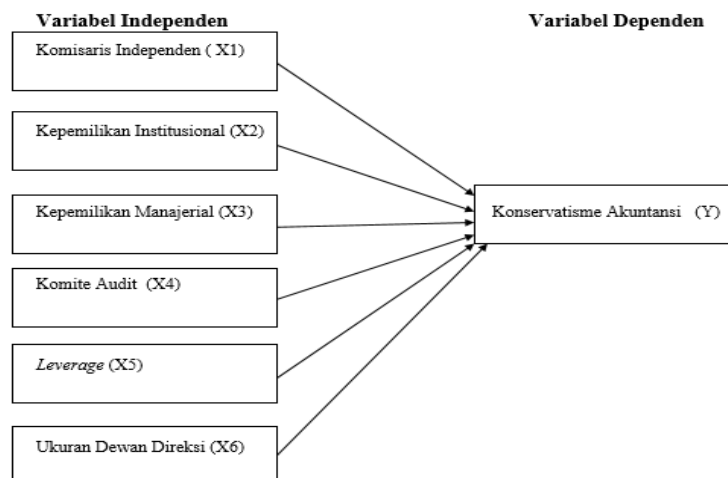 Variabel Independen
Variabel Dependen
Komisaris Independen ( X1)
Kepemilikan Institusional (X2)
Kepemilikan Manajerial (X3)
Konservatisme Akuntansi (Y)
Komite Audit (X4)
Leverage (X5)
Ukuran Dewan Direksi (X6)